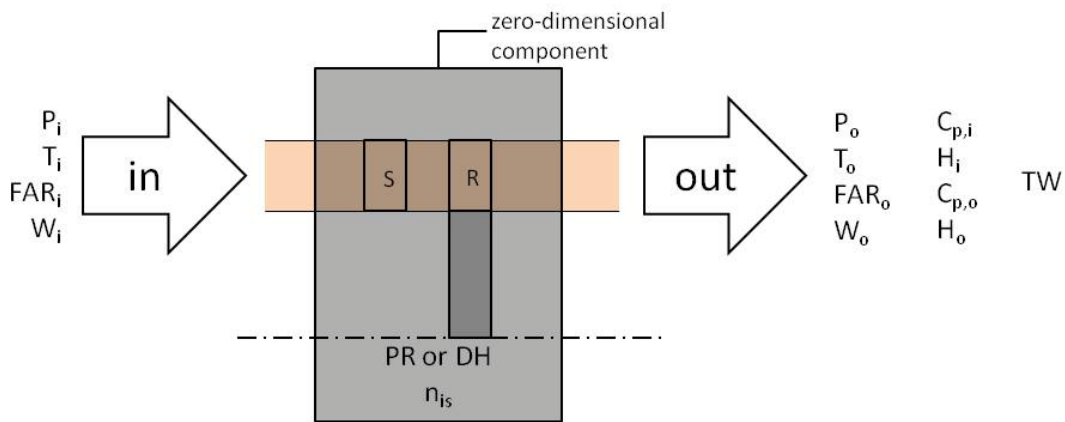 zero-dimensional
component
Pi
Ti
FARi
Wi
in
S
R
PR or DH
nis
out
Po
To
FARo
Wo
Cp,i
Hi
Cp,o
Ho
TW